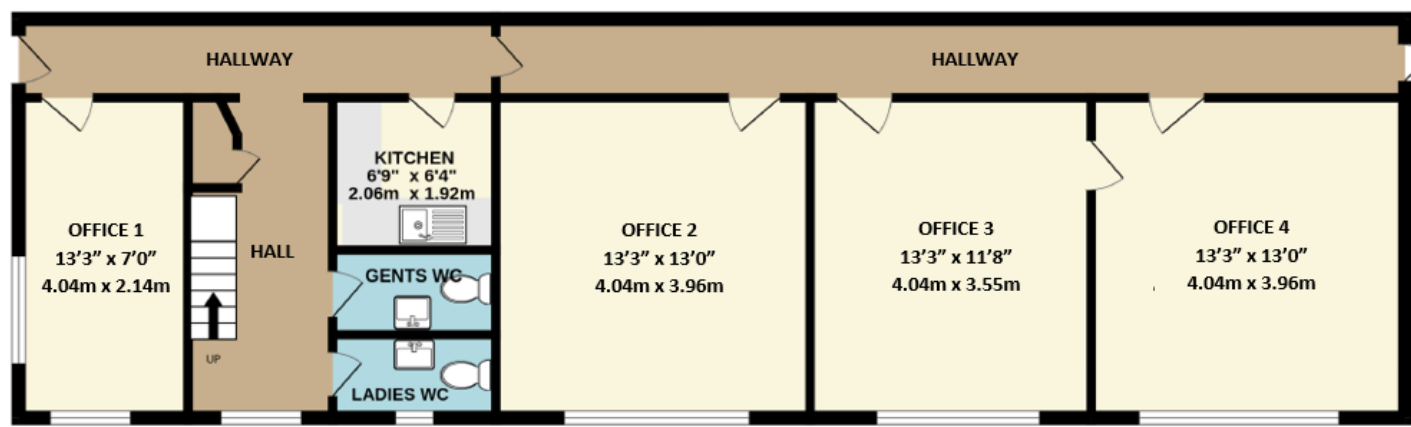 HALLWAY
HALLWAY
KITCHEN
6'9" x 6'4"
2.06m x 1.92m
OFFICE 1
13’3” x 7’0”
4.04m x 2.14m
HALL
UP
GENTS WC
LADIES WC
OFFICE 2
13’3” x 13’0”
4.04m x 3.96m
OFFICE 3
13’3” x 11’8”
4.04m x 3.55m
OFFICE 4
13’3” x 13’0”
4.04m x 3.96m